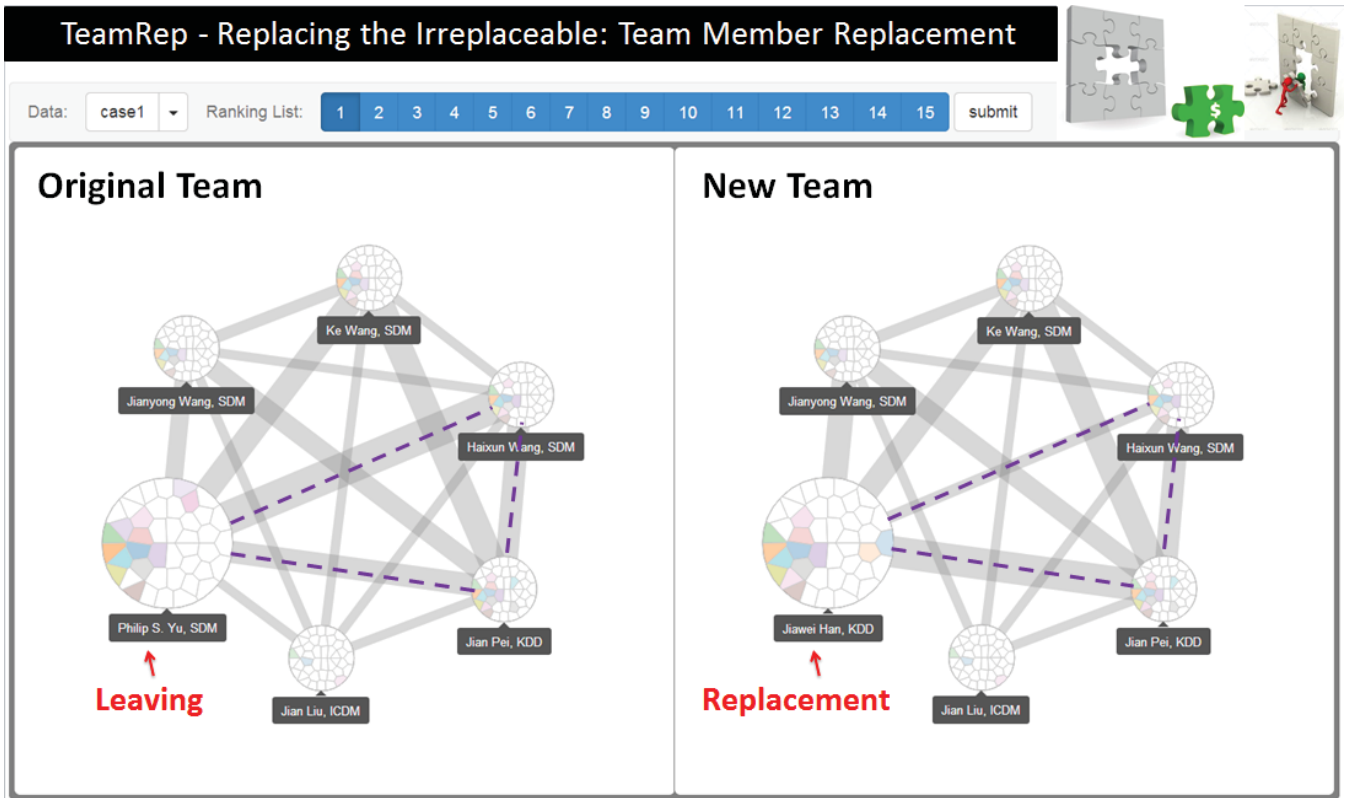 TeamRep - Replacing the Irreplaceable: Team Member Replacement
Data: case1 Ranking List: 1 2 3 4 5 6 7 8 9 10 11 12 13 14 15 submit
$
Original Team
Ke Wang, SDM
Jianyong Wang, SDM
Haixun Wang, SDM
Philip S. Yu, SDM
Jian Pei, KDD
Leaving
Jian Liu, ICDM
New Team
Ke Wang, SDM
Jianyong Wang, SDM
Haixun Wang, SDM
Jiawei Han, KDD
Jian Pei, KDD
Replacement
Jian Liu, ICDM